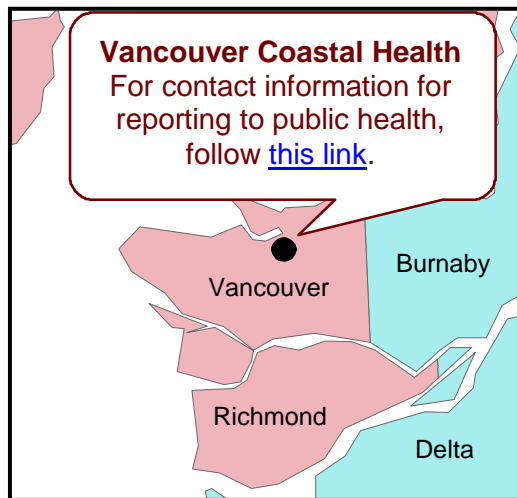 Vancouver Coastal Health
For contact information for
reporting to public health,
follow this link.
Burnaby
Vancouver
Richmond
Delta